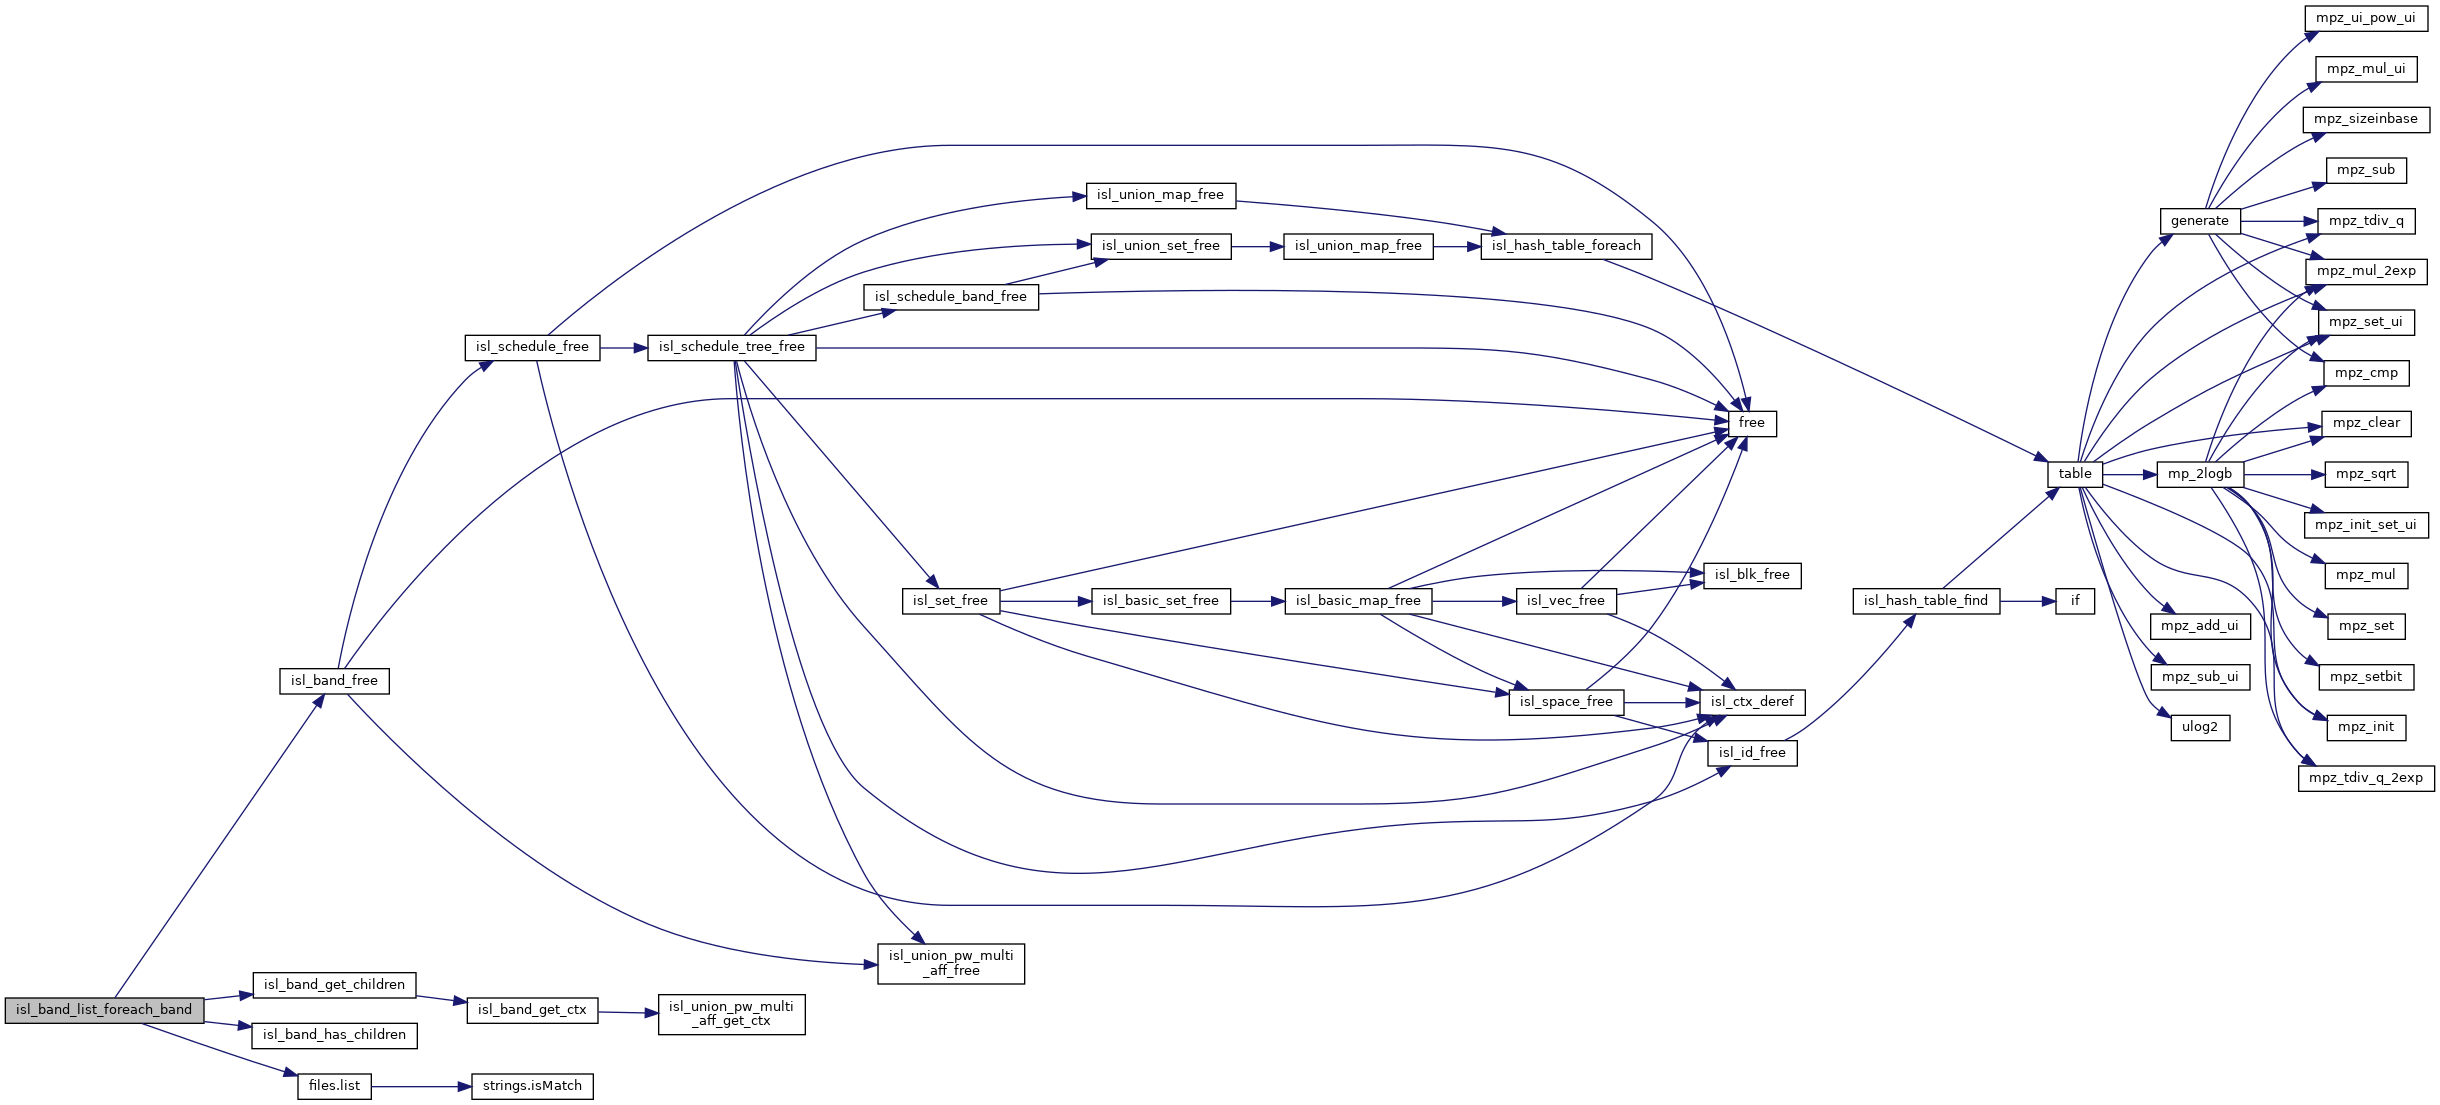 mpz_ui_pow_ui
mpz_mul_ui
mpz_sizeinbase
mpz_sub
isl_union_map_free
generate
mpz_tdiv_q
isl_union_set_free
isl_union_map_free
isl_hash_table_foreach
mpz_mul_2exp
isl_schedule_band_free
mpz_set_ui
isl_schedule_free
isl_schedule_tree_free
mpz_cmp
free
mpz_clear
table
mp_2logb
mpz_sqrt
mpz_init_set_ui
isl_blk_free
mpz_mul
isl_set_free
isl_basic_set_free
isl_basic_map_free
isl_vec_free
isl_hash_table_find
if
mpz_add_ui
mpz_set
isl_band_free
mpz_sub_ui
mpz_setbit
isl_space_free
isl_ctx_deref
ulog2
mpz_init
isl_id_free
mpz_tdiv_q_2exp
isl_union_pw_multi
_aff_free
isl_band_get_children
isl_band_list_foreach_band
isl_band_get_ctx
isl_union_pw_multi
_aff_get_ctx
isl_band_has_children
files.list
strings.isMatch